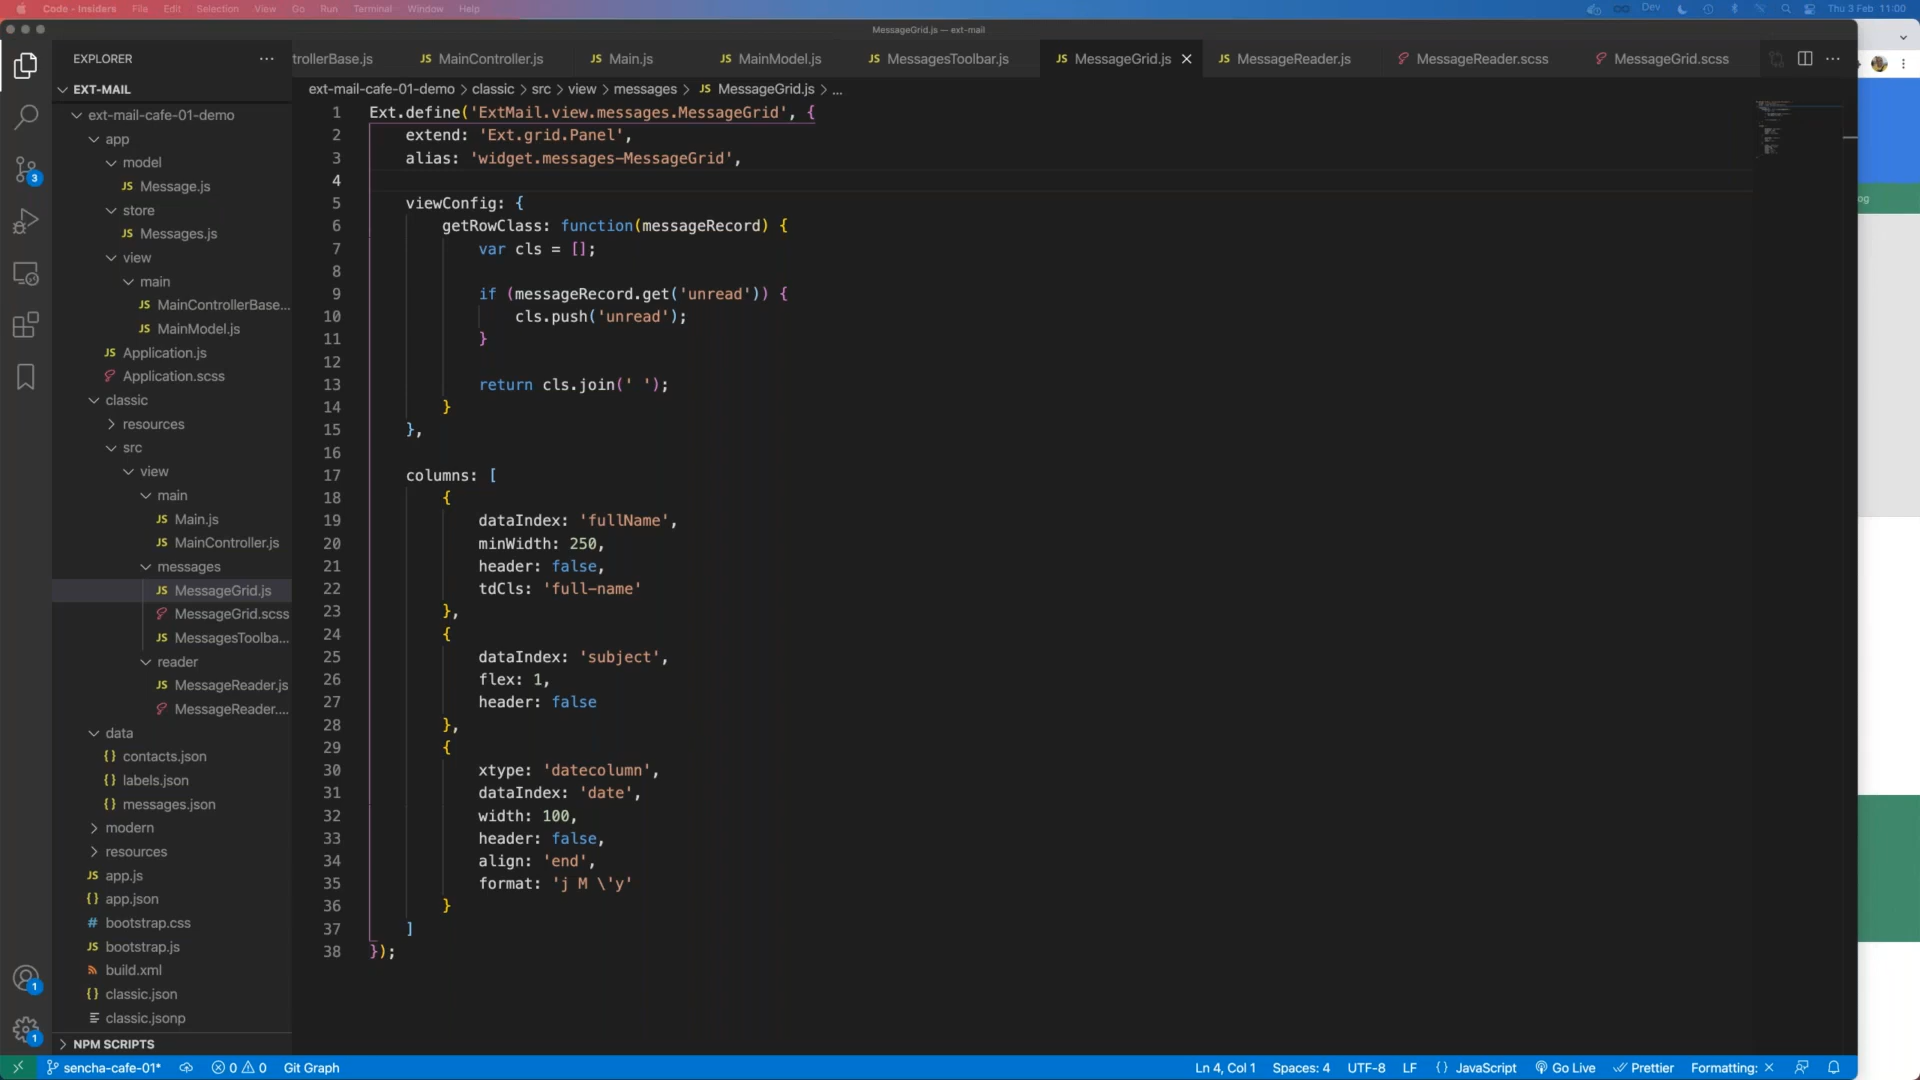 Code - Insiders File Edit Selection View Go Run Terminal Window Help Dev Thu 3 Feb 11:00
MessageGrid.js — ext-mail
EXPLORER
trollerBase.js MainController.js Main.js MainModel.js MessagesToolbar.js MessageGrid.js MessageReader.js MessageReader.scss MessageGrid.scss
EXT-MAIL
ext-mail-cafe-01-demo > classic > src > view > messages > JS MessageGrid.js > ...
ext-mail-cafe-01-demo
app
model
JS Message.js
store
JS Messages.js
view
main
JS MainControllerBase...
JS MainModel.js
JS Application.js
Application.scss
classic
resources
src
view
main
JS Main.js
JS MainController.js
messages
JS MessageGrid.js
MessageGrid.scss
JS MessagesToolba...
reader
JS MessageReader.js
MessageReader....
data
{} contacts.json
{} labels.json
{} messages.json
modern
resources
JS app.js
{} app.json
# bootstrap.css
JS bootstrap.js
build.xml
{} classic.json
classic.jsonp
NPM SCRIPTS
1 Ext.define('ExtMail.view.messages.MessageGrid', {
2 extend: 'Ext.grid.Panel',
3 alias: 'widget.messages-MessageGrid',
4
5 viewConfig: {
6 getRowClass: function(messageRecord) {
7 var cls = [];
8
9 if (messageRecord.get('unread')) {
10 cls.push('unread');
11 }
12
13 return cls.join(' ');
14 }
15 },
16
17 columns: [
18 {
19 dataIndex: 'fullName',
20 minWidth: 250,
21 header: false,
22 tdCls: 'full-name'
23 },
24 {
25 dataIndex: 'subject',
26 flex: 1,
27 header: false
28 },
29 {
30 xtype: 'datecolumn',
31 dataIndex: 'date',
32 width: 100,
33 header: false,
34 align: 'end',
35 format: 'j M \'y'
36 }
37 ]
38 });
og
3
1
1
sencha-cafe-01* 0 0 Git Graph Ln 4, Col 1 Spaces: 4 UTF-8 LF {} JavaScript Go Live Prettier Formatting: ×